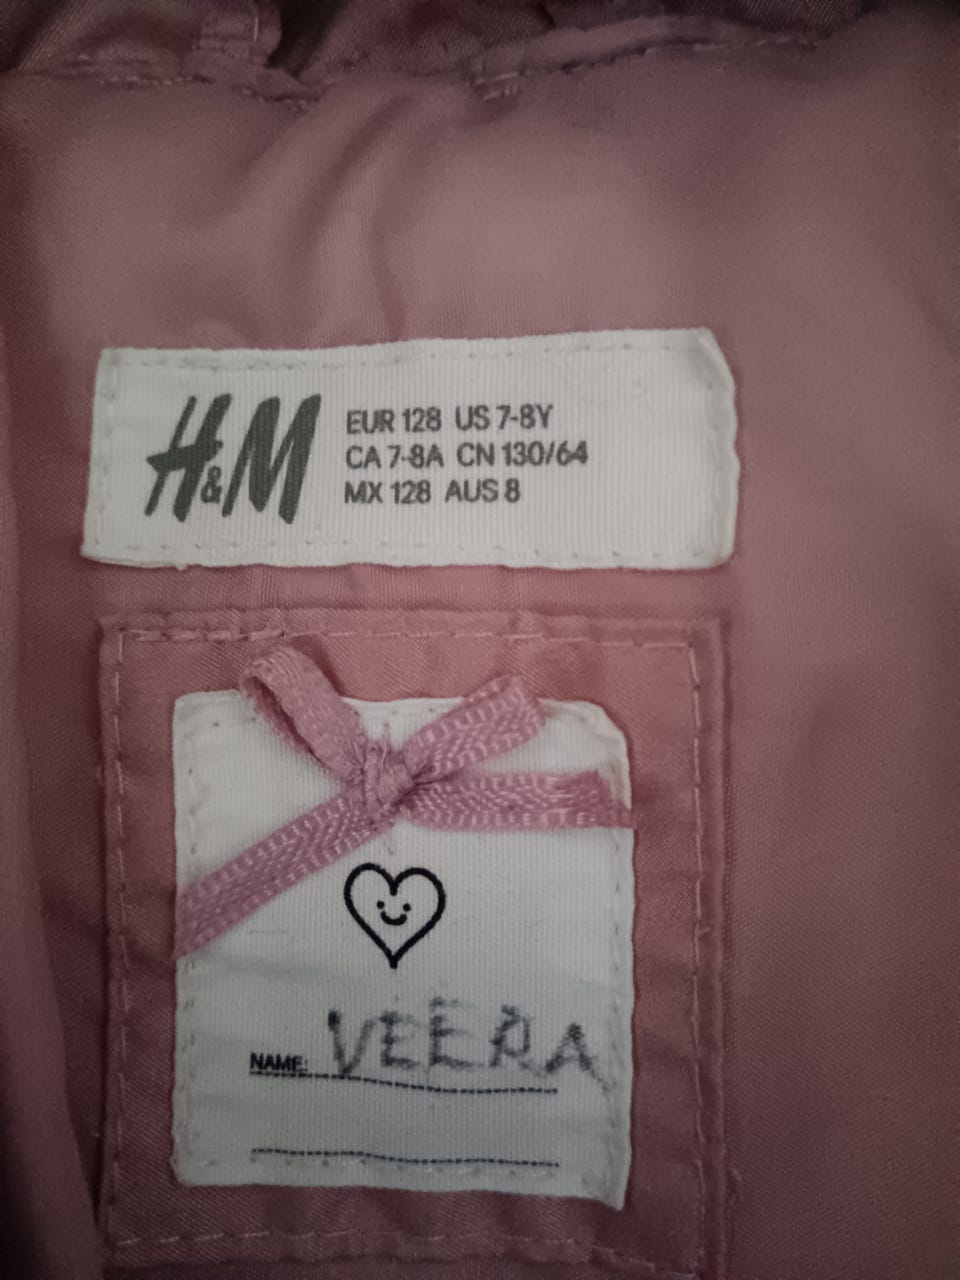 H&M
EUR 128 US 7-8Y
CA 7-8A CN 130/64
MX 128 AUS 8
NAME: VEERA